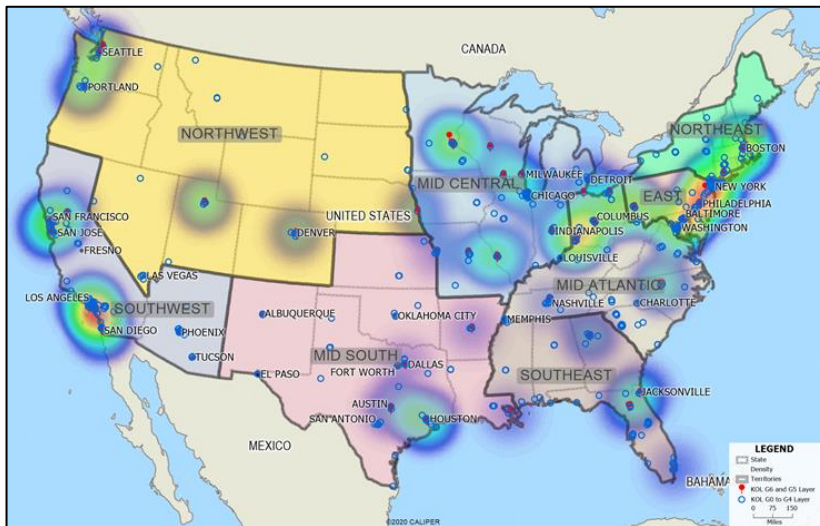 CANADA
SEATTLE
PORTLAND
NORTHWEST
NORTHEAST
BOSTON
MID CENTRAL
MILWAUKEE
DETROIT
CHICAGO
EAST
NEW YORK
PHILADELPHIA
BALTIMORE
WASHINGTON
COLUMBUS
INDIANAPOLIS
LOUISVILLE
UNITED STATES
DENVER
SAN FRANCISCO
SAN JOSE
FRESNO
LAS VEGAS
LOS ANGELES
SOUTHWEST
SAN DIEGO
PHOENIX
TUCSON
ALBUQUERQUE
OKLAHOMA CITY
EL PASO
MID SOUTH
DALLAS
FORT WORTH
AUSTIN
SAN ANTONIO
HOUSTON
MEMPHIS
NASHVILLE
MID ATLANTIC
CHARLOTTE
SOUTHEAST
JACKSONVILLE
MEXICO
BAHAMA
©2020 CALIPER
LEGEND
State
Density
Territories
KOL G6 and G5 Layer
KOL G0 to G4 Layer
0 75 150
Miles